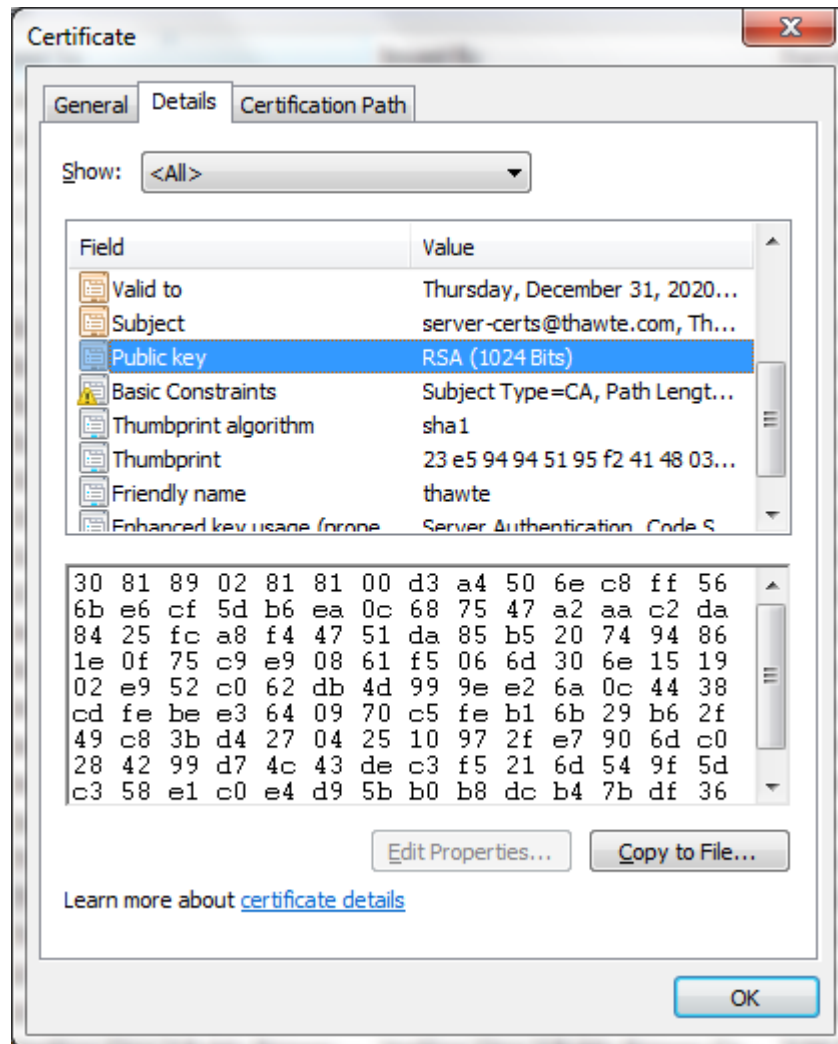 Certificate
General Details Certification Path
Show: <All>
Field Value
Valid to Thursday, December 31, 2020...
Subject server-certs@thawte.com, Th...
Public key RSA (1024 Bits)
Basic Constraints Subject Type=CA, Path Lengt...
Thumbprint algorithm sha1
Thumbprint 23 e5 94 94 51 95 f2 41 48 03...
Friendly name thawte
Enhanced key usage (prope Server Authentication, Code S
30 81 89 02 81 81 00 d3 a4 50 6e c8 ff 56
6b e6 cf 5d b6 ea 0c 68 75 47 a2 aa c2 da
84 25 fc a8 f4 47 51 da 85 b5 20 74 94 86
1e 0f 75 c9 e9 08 61 f5 06 6d 30 6e 15 19
02 e9 52 c0 62 db 4d 99 9e e2 6a 0c 44 38
cd fe be e3 64 09 70 c5 fe b1 6b 29 b6 2f
49 c8 3b d4 27 04 25 10 97 2f e7 90 6d c0
28 42 99 d7 4c 43 de c3 f5 21 6d 54 9f 5d
c3 58 e1 c0 e4 d9 5b b0 b8 dc b4 7b df 36
Edit Properties... Copy to File...
Learn more about certificate details
OK